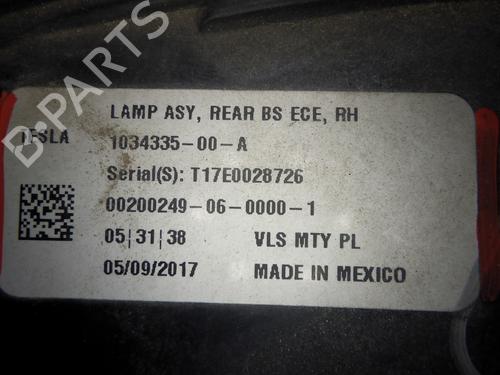 LAMP ASY, REAR BS ECE, RH
TESLA
1034335-00-A
Serial(S): T17E0028726
00200249-06-0000-1
05|31|38 VLS MTY PL
05/09/2017 MADE IN MEXICO
B-PARTS